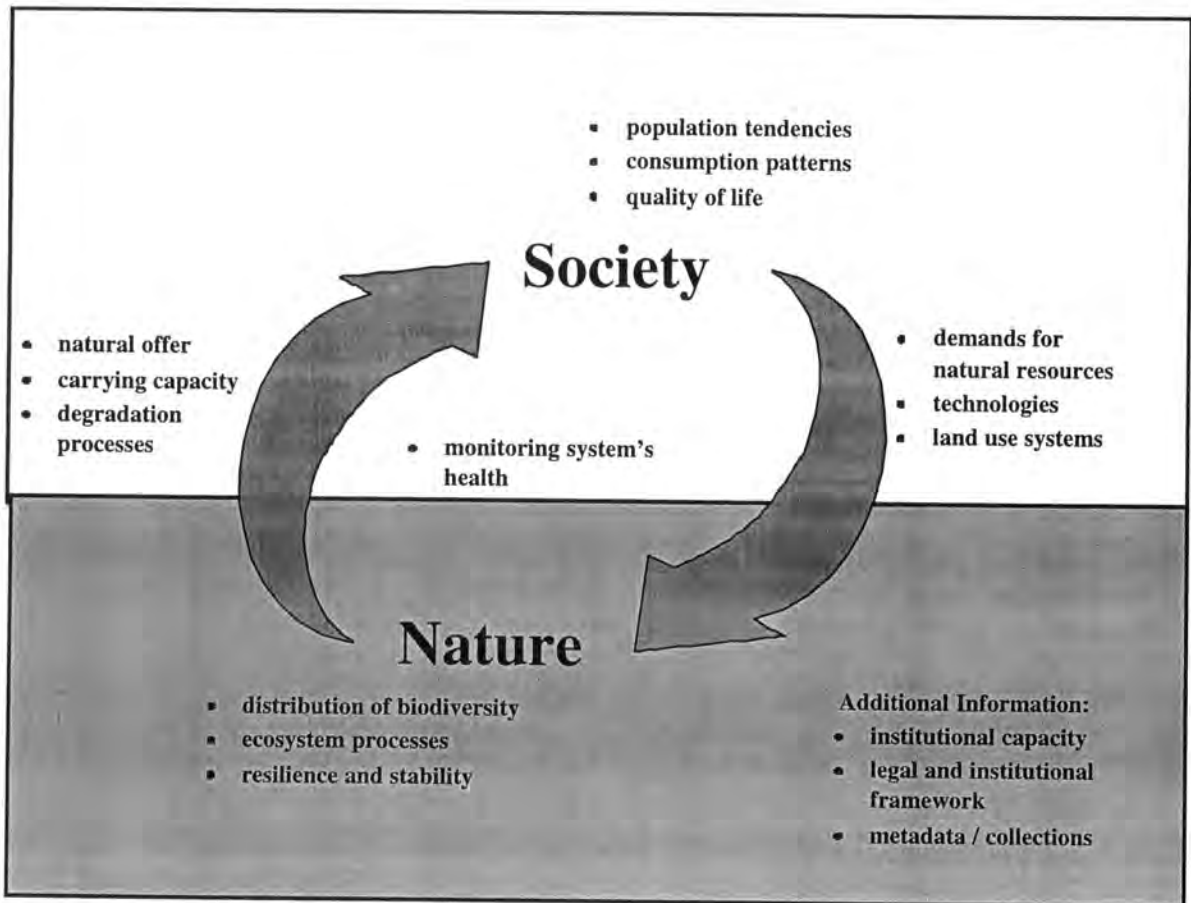 ▪ population tendencies
▪ consumption patterns
▪ quality of life
Society
• natural offer
• carrying capacity
• degradation
processes
• demands for
natural resources
▪ technologies
▪ land use systems
• monitoring system's
health
Nature
▪ distribution of biodiversity
▪ ecosystem processes
▪ resilience and stability
Additional Information:
• institutional capacity
• legal and institutional
framework
• metadata / collections